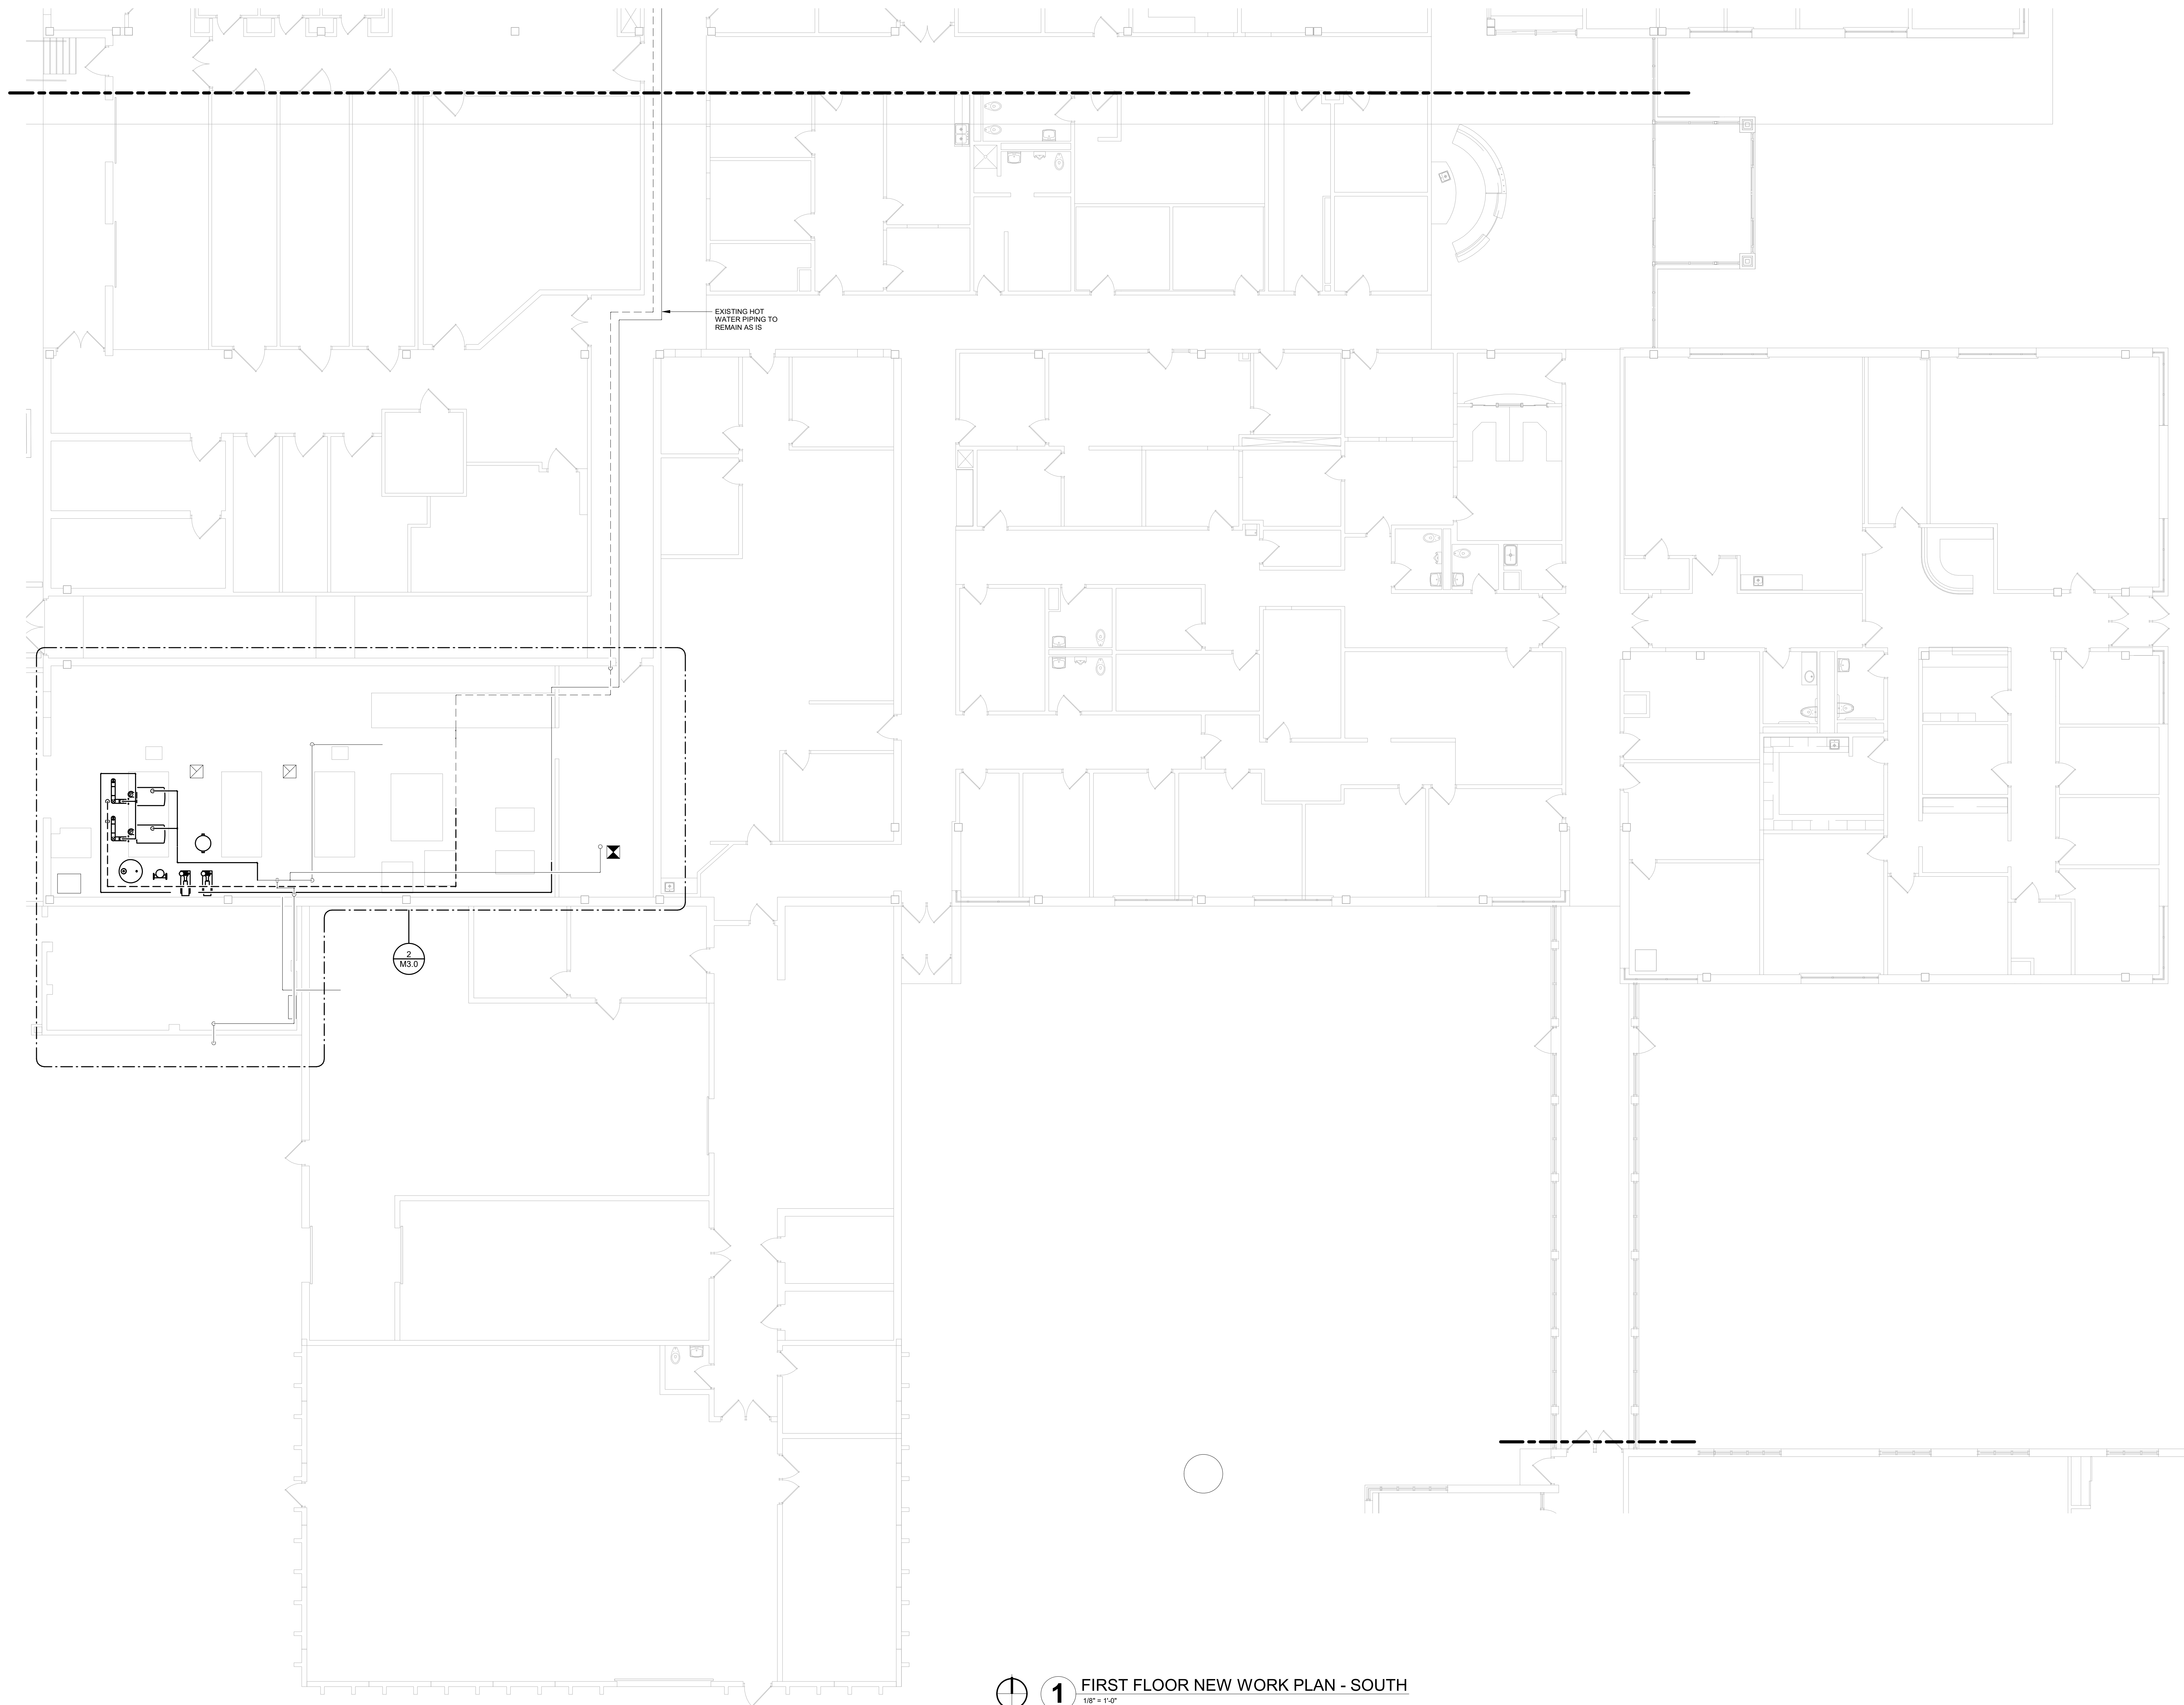 EXISTING HOT
WATER PIPING TO
REMAIN AS IS
2
M3.0
1
FIRST FLOOR NEW WORK PLAN - SOUTH
1/8" = 1'-0"